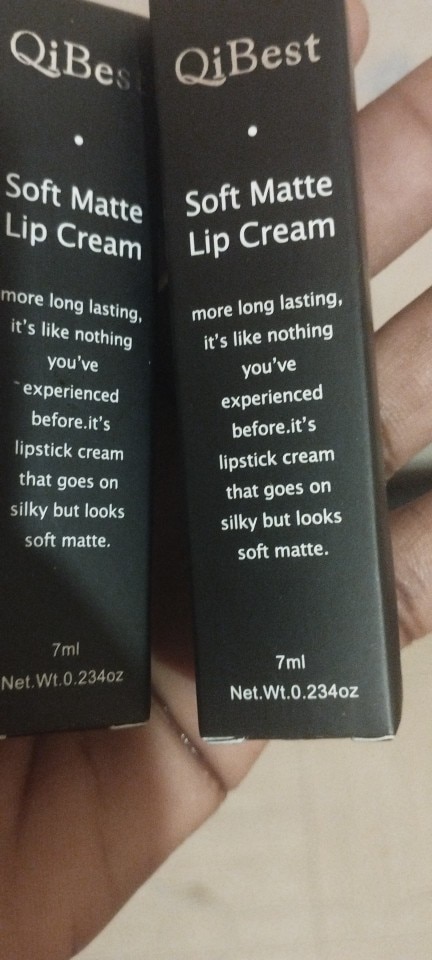 QiBes
Soft Matte
Lip Cream
more long lasting,
it's like nothing
you've
experienced
before.it's
lipstick cream
that goes on
silky but looks
soft matte.
7ml
Net.Wt.0.234oz
QiBest
Soft Matte
Lip Cream
more long lasting,
it's like nothing
you've
experienced
before.it's
lipstick cream
that goes on
silky but looks
soft matte.
7ml
Net.Wt.0.234oz